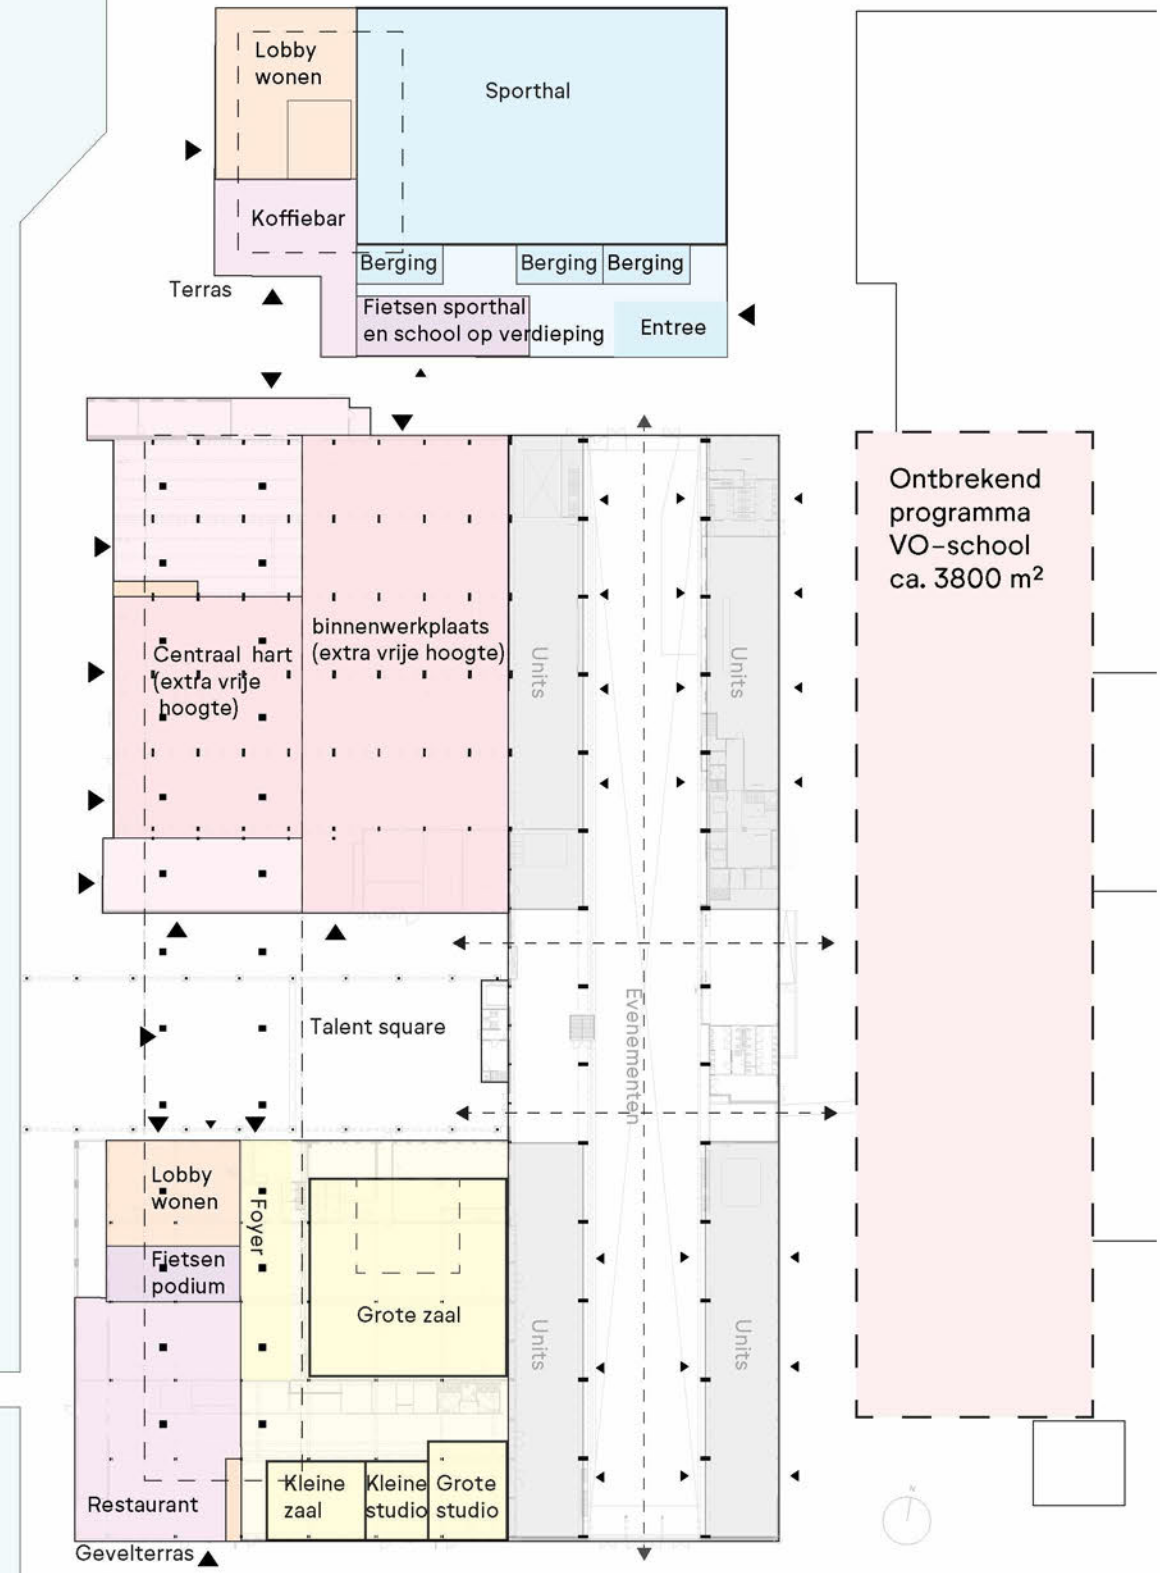 Lobby
wonen
Sporthal
Koffiebar
Berging
Berging
Berging
Terras
Fietsen sporthal
en school op verdieping
Entree
Ontbrekend
programma
VO-school
ca. 3800 m²
binnenwerkplaats
(extra vrije hoogte)
Centraal hart
(extra vrije
hoogte)
Units
Units
Talent square
Evenementen
Lobby
wonen
Foyer
Fietsen
podium
Grote zaal
Units
Units
Restaurant
Kleine
zaal
Kleine
studio
Grote
studio
Gevelterras
N